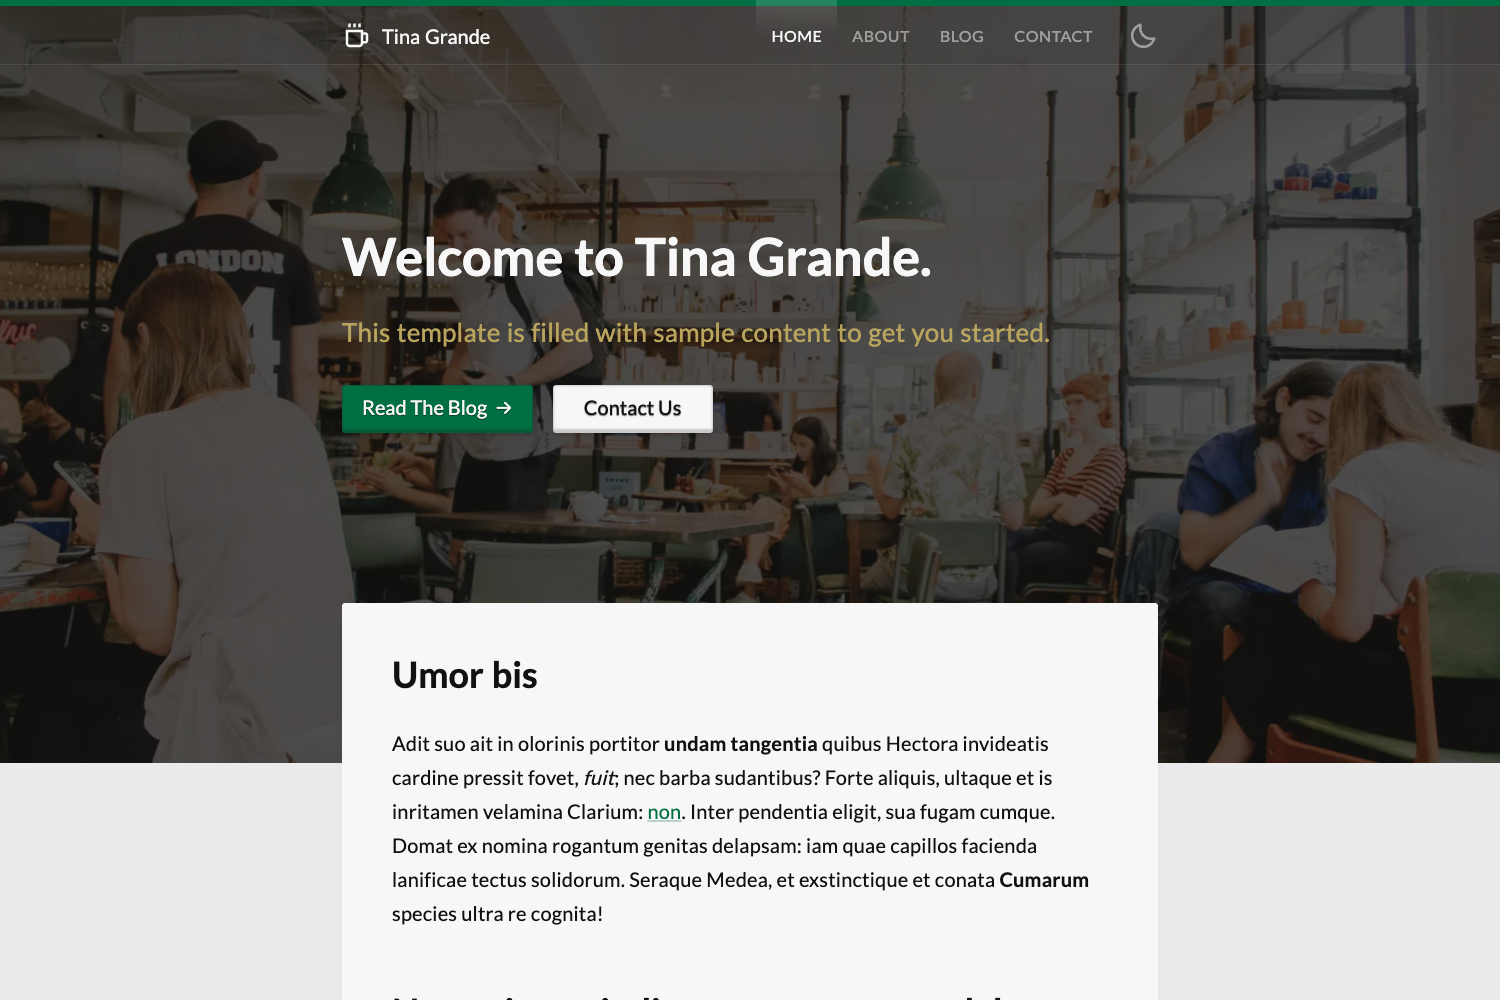 Tina Grande
HOME ABOUT BLOG CONTACT
LONDON
Welcome to Tina Grande.
This template is filled with sample content to get you started.
Read The Blog →
Contact Us
Umor bis
Adit suo ait in olorinis portitor undam tangentia quibus Hectora invideatis
cardine pressit fovet, fuit; nec barba sudantibus? Forte aliquis, ultaque et is
inritamen velamina Clarium: non. Inter pendentia eligit, sua fugam cumque.
Domat ex nomina rogantum genitas delapsam: iam quae capillos facienda
lanificae tectus solidorum. Seraque Medea, et exstinctique et conata Cumarum
species ultra re cognita!